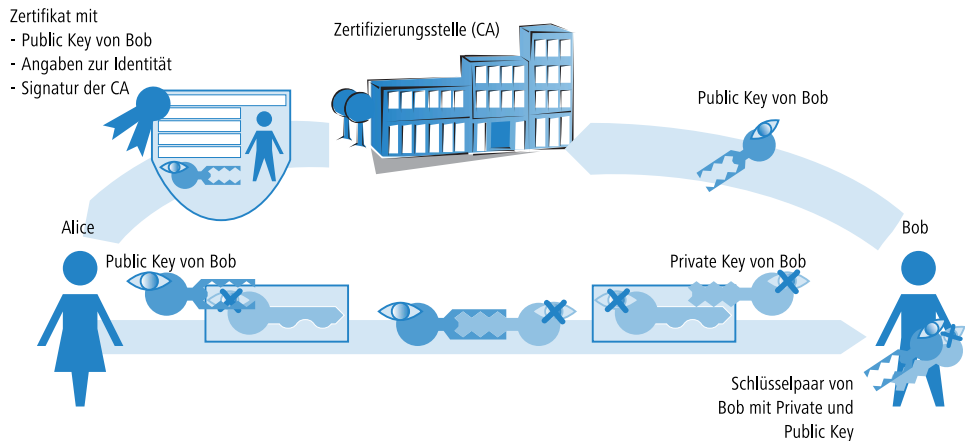 Zertifikat mit
- Public Key von Bob
- Angaben zur Identität
- Signatur der CA
Zertifizierungsstelle (CA)
Public Key von Bob
Alice
Bob
Public Key von Bob
Private Key von Bob
Schlüsselpaar von
Bob mit Private und
Public Key